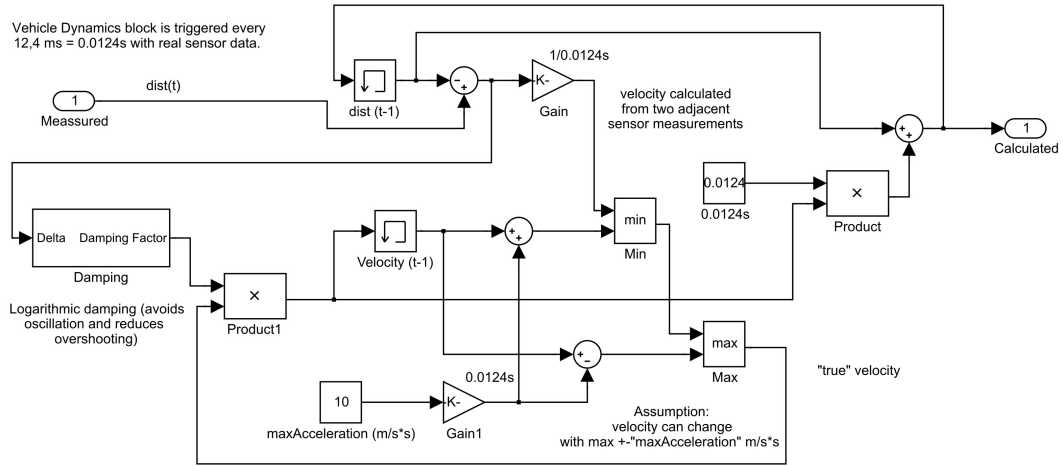 Vehicle Dynamics block is triggered every
12,4 ms = 0.0124s with real sensor data.
dist(t)
1
Meassured
dist (t-1)
1/0.0124s
-K-
Gain
velocity calculated
from two adjacent
sensor measurements
1
Calculated
0.0124
0.0124s
×
Product
Delta
Damping Factor
Damping
Velocity (t-1)
min
Min
Logarithmic damping (avoids
oscillation and reduces
overshooting)
×
Product1
max
Max
"true" velocity
10
maxAcceleration (m/s*s)
0.0124s
-K-
Gain1
Assumption:
velocity can change
with max +-"maxAcceleration" m/s*s